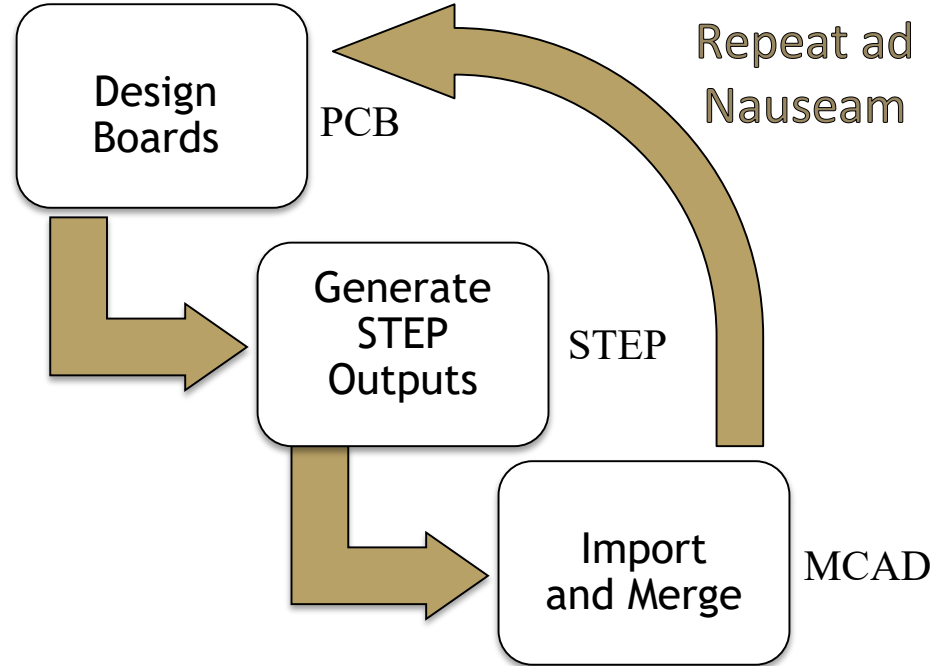 Design
Boards
PCB
Repeat ad
Nauseam
Generate
STEP
Outputs
STEP
Import
and Merge
MCAD